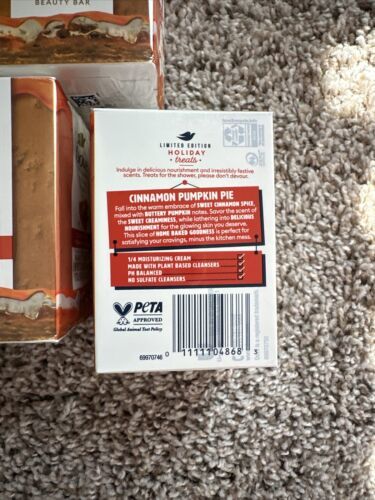 BEAUTY BAR
LIMITED EDITION
HOLIDAY
treats
Indulge in delicious nourishment and irresistibly festive
scents. Treats for the shower, please don't devour.
CINNAMON PUMPKIN PIE
Fall into the warm embrace of SWEET CINNAMON SPICE,
mixed with BUTTERY PUMPKIN notes. Savor the scent of
the SWEET CREAMINESS, while lathering into DELICIOUS
NOURISHMENT for the glowing skin you deserve.
This slice of HOME BAKED GOODNESS is perfect for
satisfying your cravings, minus the kitchen mess.
1/4 MOISTURIZING CREAM
MADE WITH PLANT BASED CLEANSERS
PH BALANCED
NO SULFATE CLEANSERS
PETA
APPROVED
Global Animal Test Policy
69970746
0 11111 04868 3